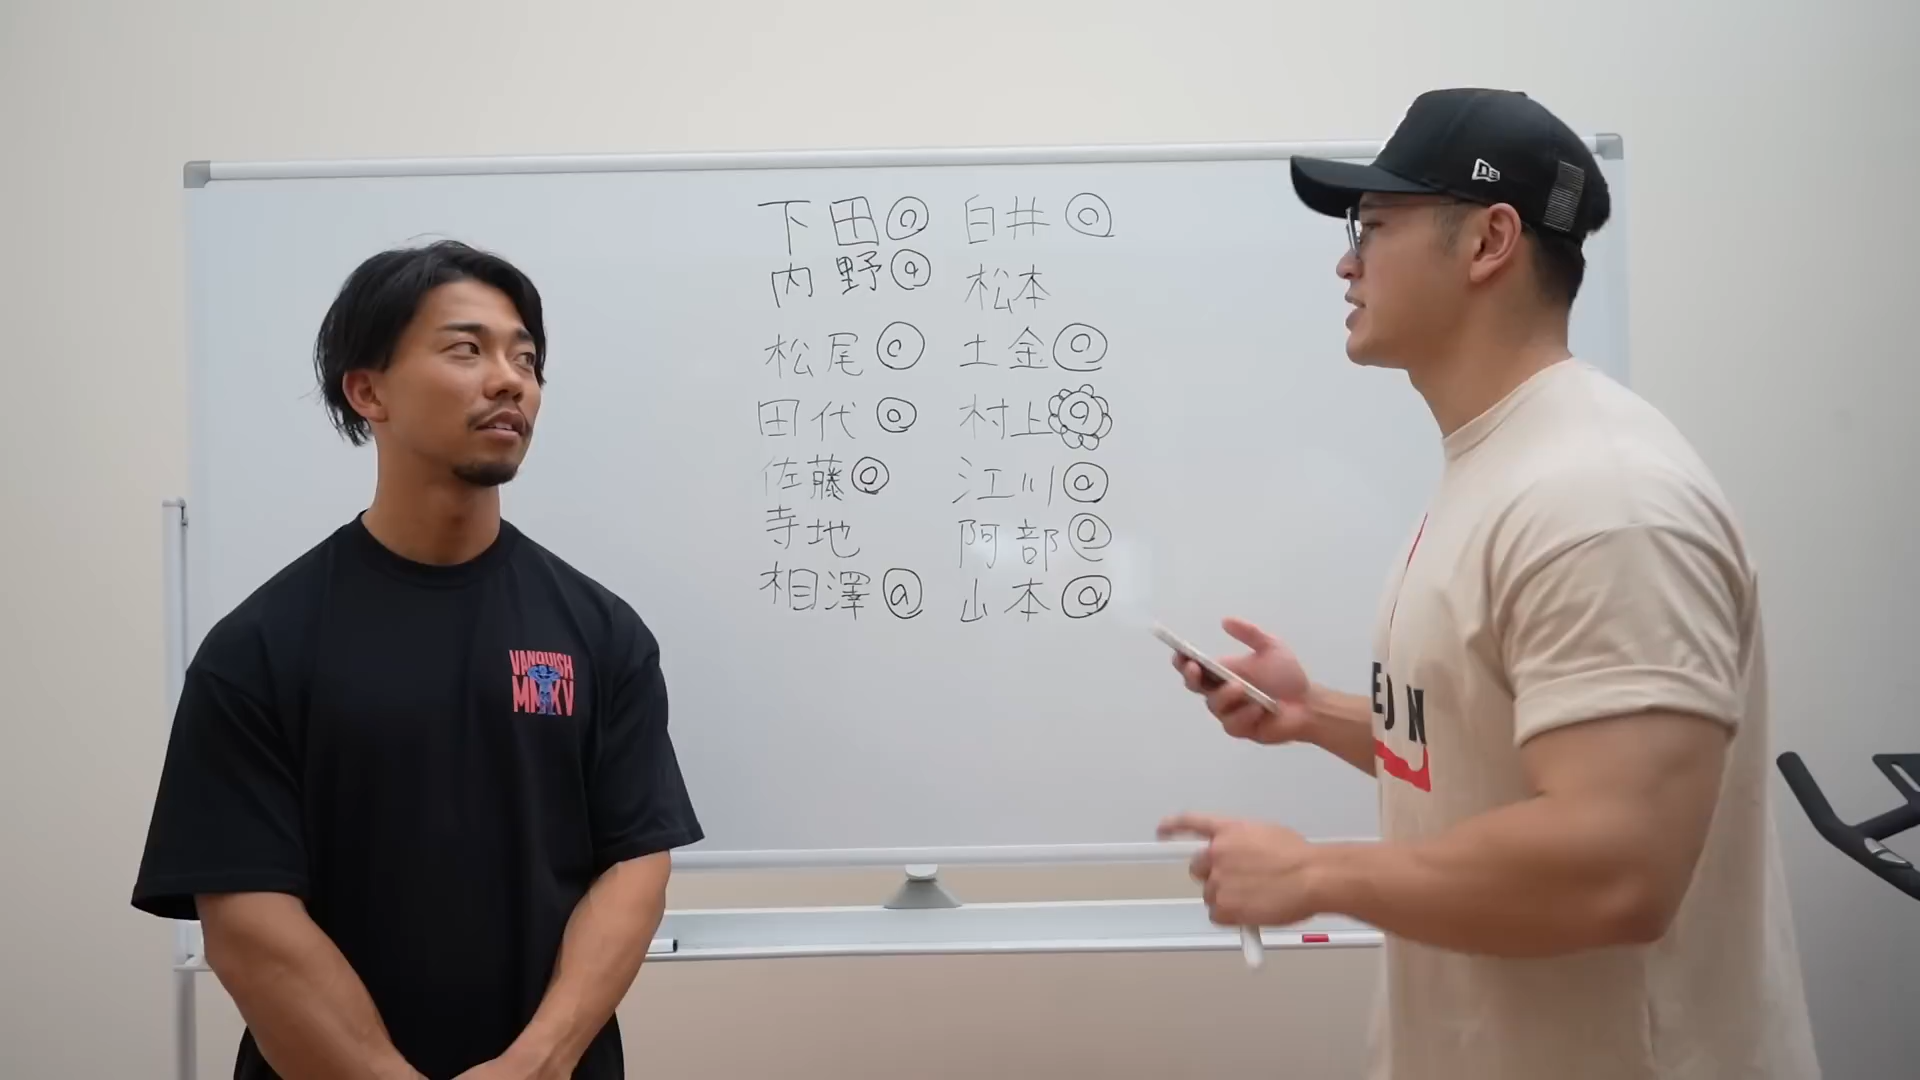 下田◎ 白井◎
内野◎ 松本
松尾◎ 土金◎
田代◎ 村上◎
佐藤◎ 江川◎
寺地 阿部◎
相澤◎ 山本◎
VANQUISH
MMXV